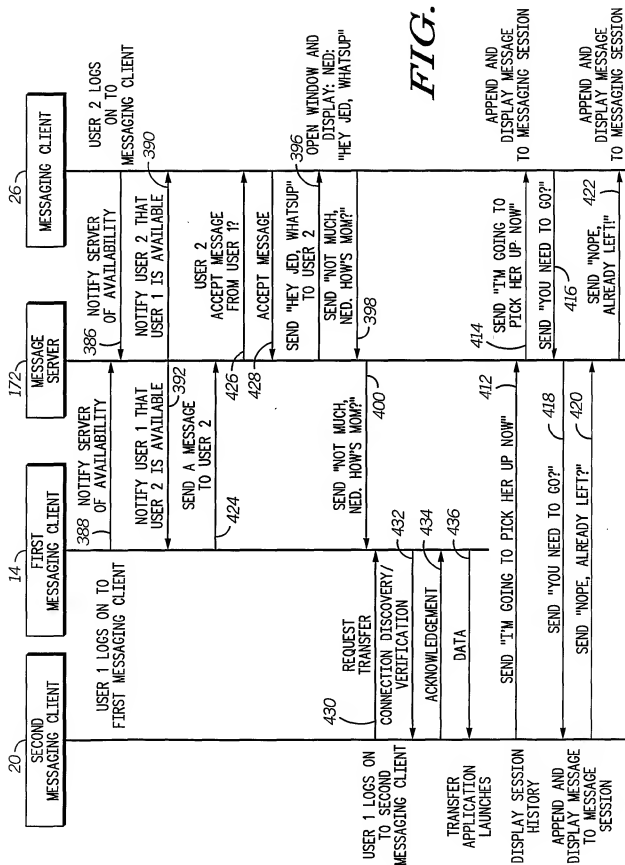 20
SECOND
MESSAGING CLIENT
14
FIRST
MESSAGING CLIENT
172
MESSAGE
SERVER
26
MESSAGING CLIENT
USER 1 LOGS ON TO
FIRST MESSAGING CLIENT
388
NOTIFY SERVER
OF AVAILABILITY
386
NOTIFY SERVER
OF AVAILABILITY
USER 2 LOGS
ON TO
MESSAGING CLIENT
NOTIFY USER 1 THAT
USER 2 IS AVAILABLE
392
NOTIFY USER 2 THAT
USER 1 IS AVAILABLE
390
SEND A MESSAGE
TO USER 2
424
USER 2
ACCEPT MESSAGE
FROM USER 1?
426
428
ACCEPT MESSAGE
SEND "HEY JED, WHATSUP"
TO USER 2
396
OPEN WINDOW AND
DISPLAY: NED:
"HEY JED, WHATSUP
SEND "NOT MUCH,
NED. HOW'S MOM?"
398
400
SEND "NOT MUCH,
NED. HOW'S MOM?"
USER 1 LOGS ON
TO SECOND
MESSAGING CLIENT
430
REQUEST
TRANSFER
CONNECTION DISCOVERY/
VERIFICATION
432
ACKNOWLEDGEMENT
434
TRANSFER
APPLICATION
LAUNCHES
DATA
436
DISPLAY SESSION
HISTORY
SEND "I'M GOING TO PICK HER UP NOW"
412
414
SEND "I'M GOING TO
PICK HER UP NOW"
APPEND AND
DISPLAY MESSAGE
TO MESSAGING SESSION
SEND "YOU NEED TO GO?"
416
APPEND AND
DISPLAY MESSAGE
TO MESSAGE
SESSION
SEND "YOU NEED TO GO?"
418
SEND "NOPE, ALREADY LEFT?"
420
SEND "NOPE,
ALREADY LEFT!"
422
APPEND AND
DISPLAY MESSAGE
TO MESSAGING SESSION
FIG.